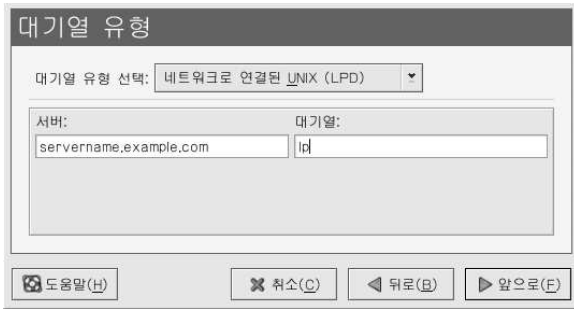 대기열 유형
대기열 유형 선택: 네트워크로 연결된 UNIX (LPD)
서버: 대기열:
servername.example.com lp
도움말(H) 취소(C) 뒤로(B) 앞으로(F)